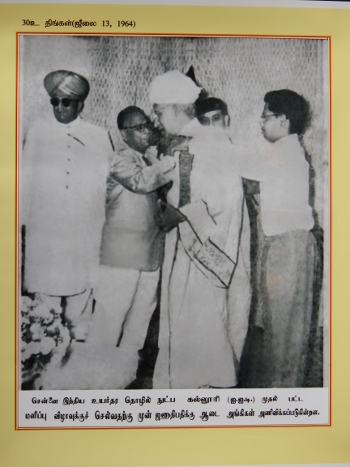 30உ திங்கள்(ஜீலை 13, 1964)
சென்னை இந்திய உயர்தர தொழில் நுட்ப கல்லூரி (ஐ.ஐ.டி.) முதல் பட்ட
மளிப்பு விழாவுக்குச் செல்வதற்கு முன் ஜனாதிபதிக்கு ஆடை அங்கிகள் அணிவிக்கப்படுகின்றன.